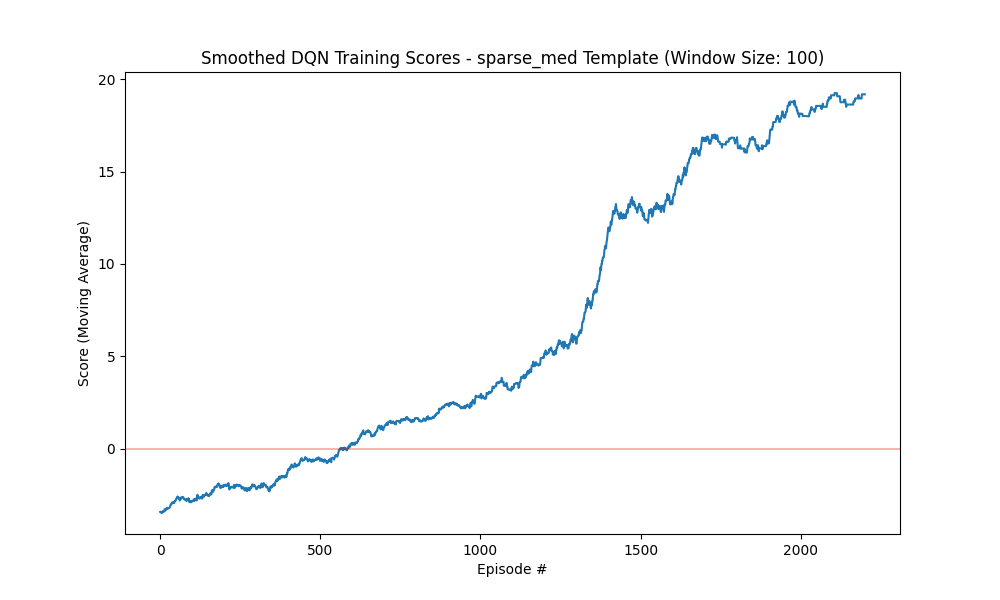 Smoothed DQN Training Scores - sparse_med Template (Window Size: 100)
Score (Moving Average)
20
15
10
5
0
0 500 1000 1500 2000
Episode #